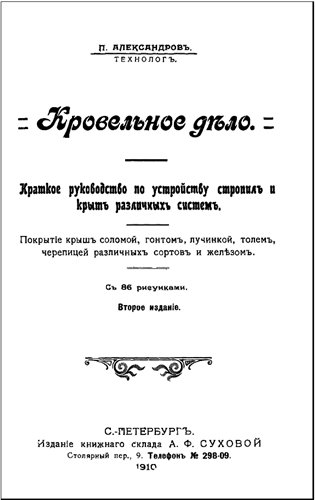 П. АЛЕКСАНДРОВЪ.
ТЕХНОЛОГЪ.
Кровельное дѣло.
Краткое руководство по устройству стропилъ и
крытъ различкыхъ системъ.
Покрытіе крышъ соломой, гонтомъ, лучинкой, толемъ,
черепицей различныхъ сортовъ и желѣзомъ.
Съ 86 рисунками.
Второе изданіе.
С.-ПЕТЕРБУРГЪ.
Изданіе книжнаго склада А. Ф. СУХОВОЙ
Столярный пер., 9. Телефонъ № 298-09.
1910